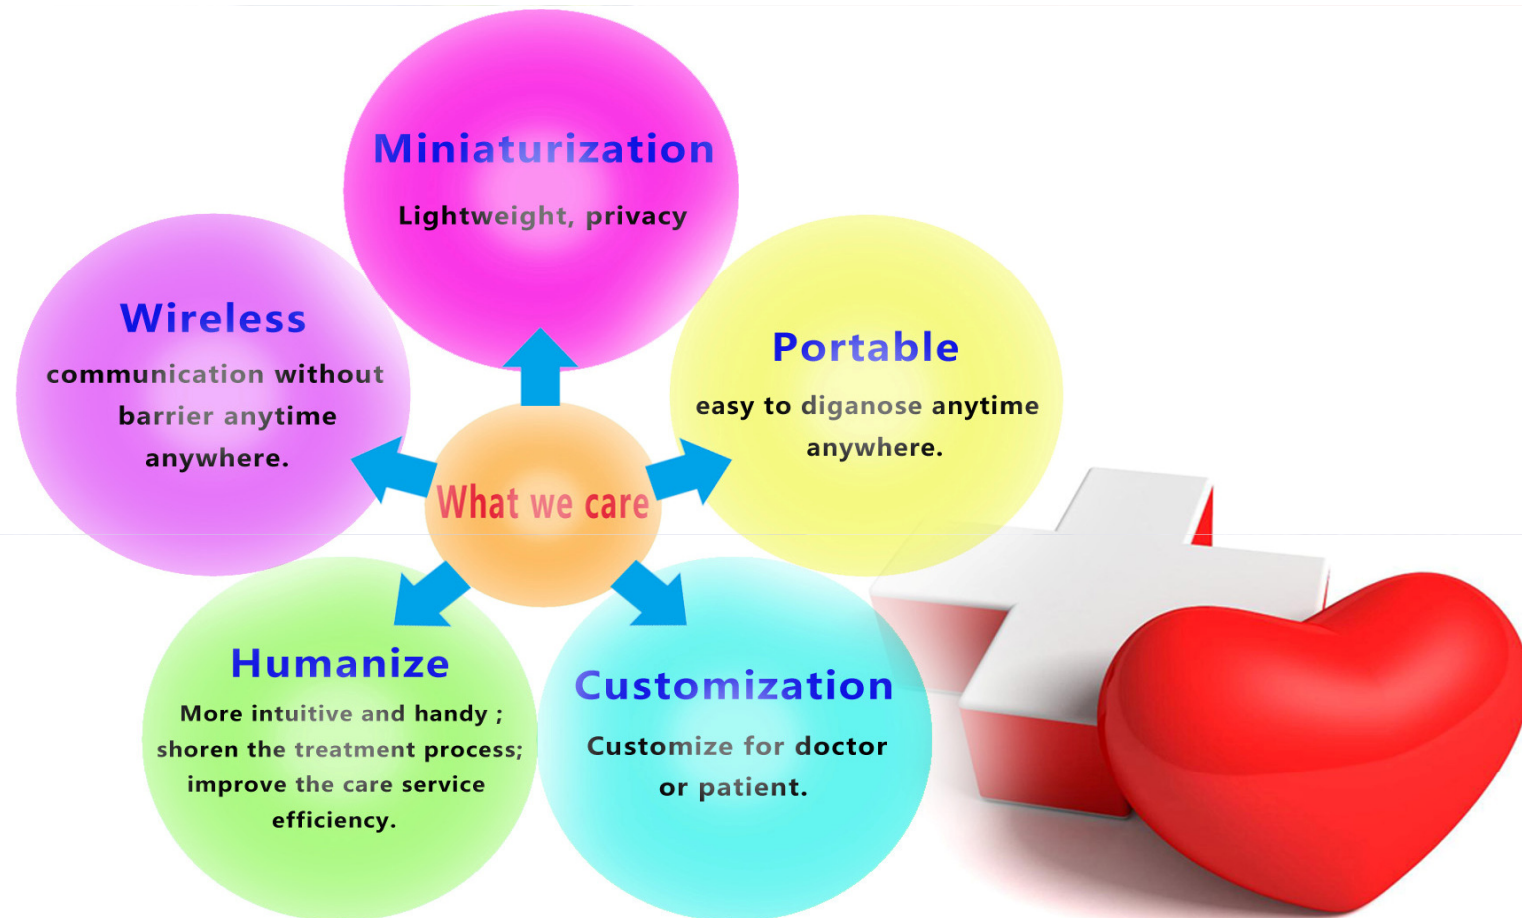 Miniaturization
Lightweight, privacy
Wireless
communication without
barrier anytime
anywhere.
Portable
easy to diganose anytime
anywhere.
What we care
Humanize
More intuitive and handy ;
shoren the treatment process;
improve the care service
efficiency.
Customization
Customize for doctor
or patient.